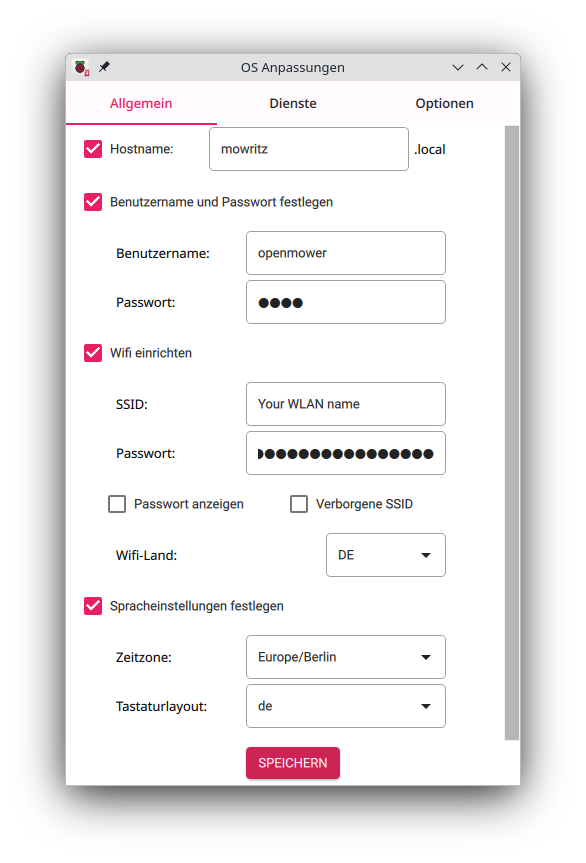 OS Anpassungen
Allgemein Dienste Optionen
Hostname: mowritz .local
Benutzername und Passwort festlegen
Benutzername: openmower
Passwort: ●●●●
Wifi einrichten
SSID: Your WLAN name
Passwort: ●●●●●●●●●●●●●●●
Passwort anzeigen Verborgene SSID
Wifi-Land: DE
Spracheinstellungen festlegen
Zeitzone: Europe/Berlin
Tastaturlayout: de
SPEICHERN